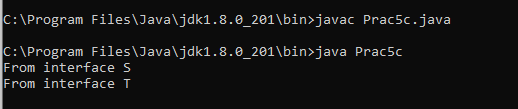 C:\Program Files\Java\jdk1.8.0_201\bin>javac Prac5c.java
C:\Program Files\Java\jdk1.8.0_201\bin>java Prac5c
From interface S
From interface T